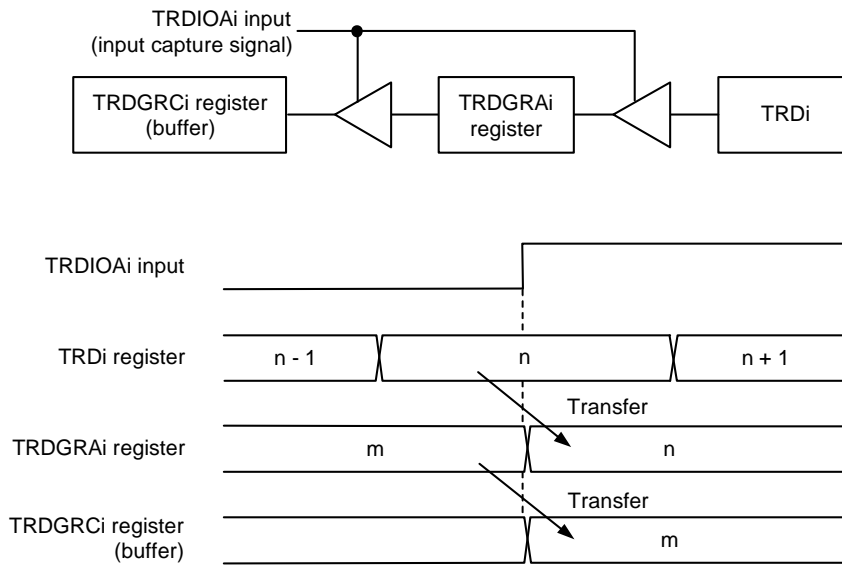 TRDIOAi input
(input capture signal)
TRDGRCi register
(buffer)
TRDGRAi
register
TRDi
TRDIOAi input
TRDi register
n - 1
n
n + 1
Transfer
TRDGRAi register
m
n
Transfer
TRDGRCi register
(buffer)
m